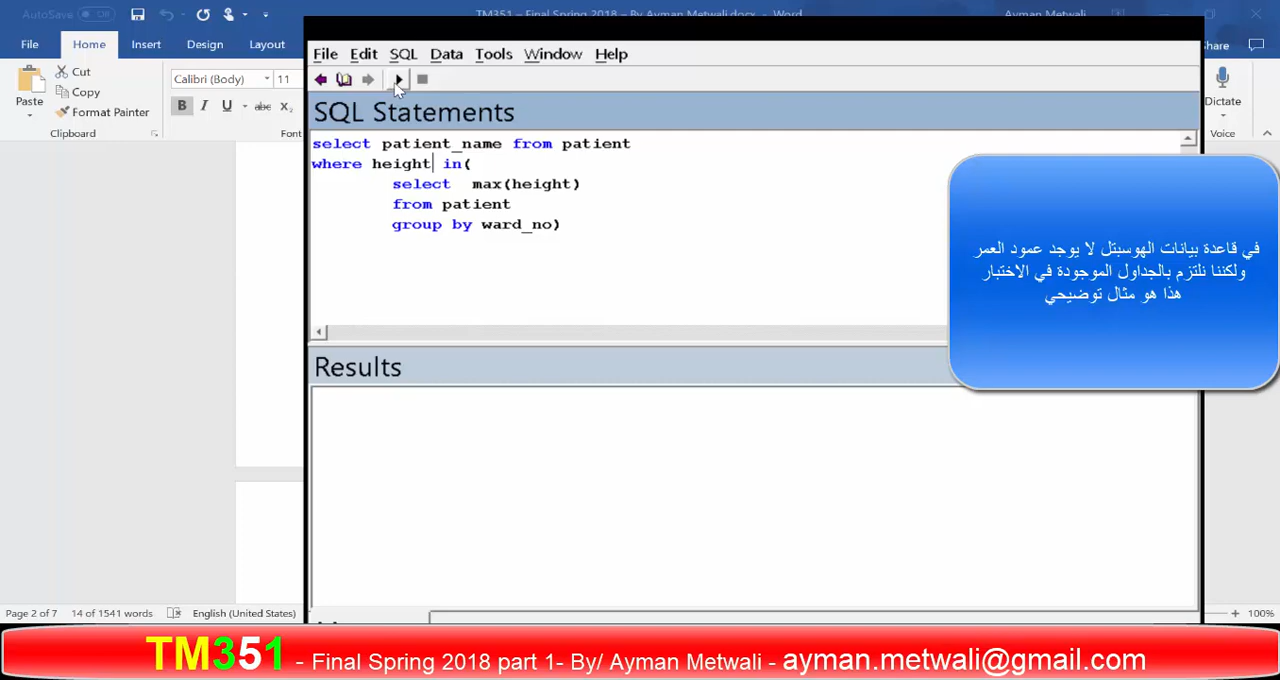 AutoSave Off
TM351 – Final Spring 2018 – By Ayman Metwali.docx - Word
Ayman Metwali
File Home Insert Design Layout
Share
Paste
Cut
Copy
Format Painter
Clipboard
Calibri (Body) 11
B I U abc X
Font
Dictate
Voice
File Edit SQL Data Tools Window Help
SQL Statements
select patient_name from patient
where height in(
select max(height)
from patient
group by ward_no)
في قاعدة بيانات الهوسبتل لا يوجد عمود العمر
ولكننا نلتزم بالجداول الموجودة في الاختبار
هذا هو مثال توضيحي
Results
Page 2 of 7 14 of 1541 words English (United States)
100%
TM351 - Final Spring 2018 part 1- By/ Ayman Metwali - ayman.metwali@gmail.com